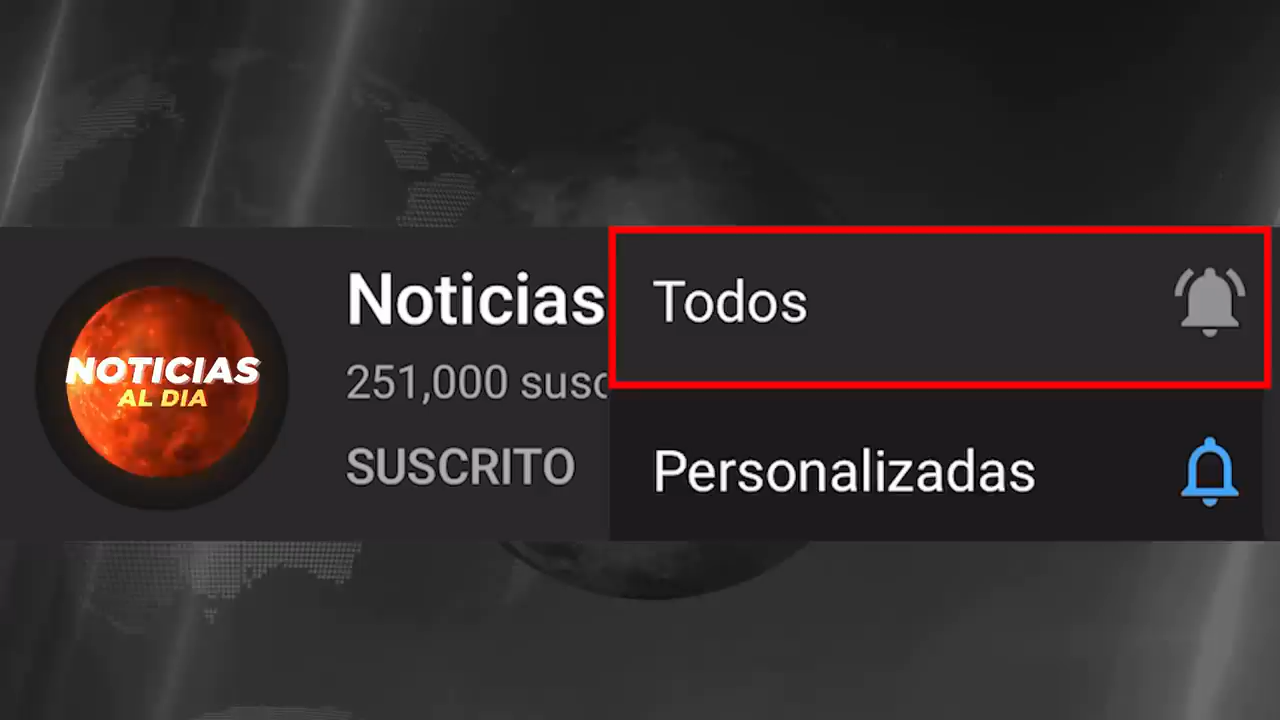 NOTICIAS
AL DIA
Noticias
251,000 susc
SUSCRITO
Todos
Personalizadas